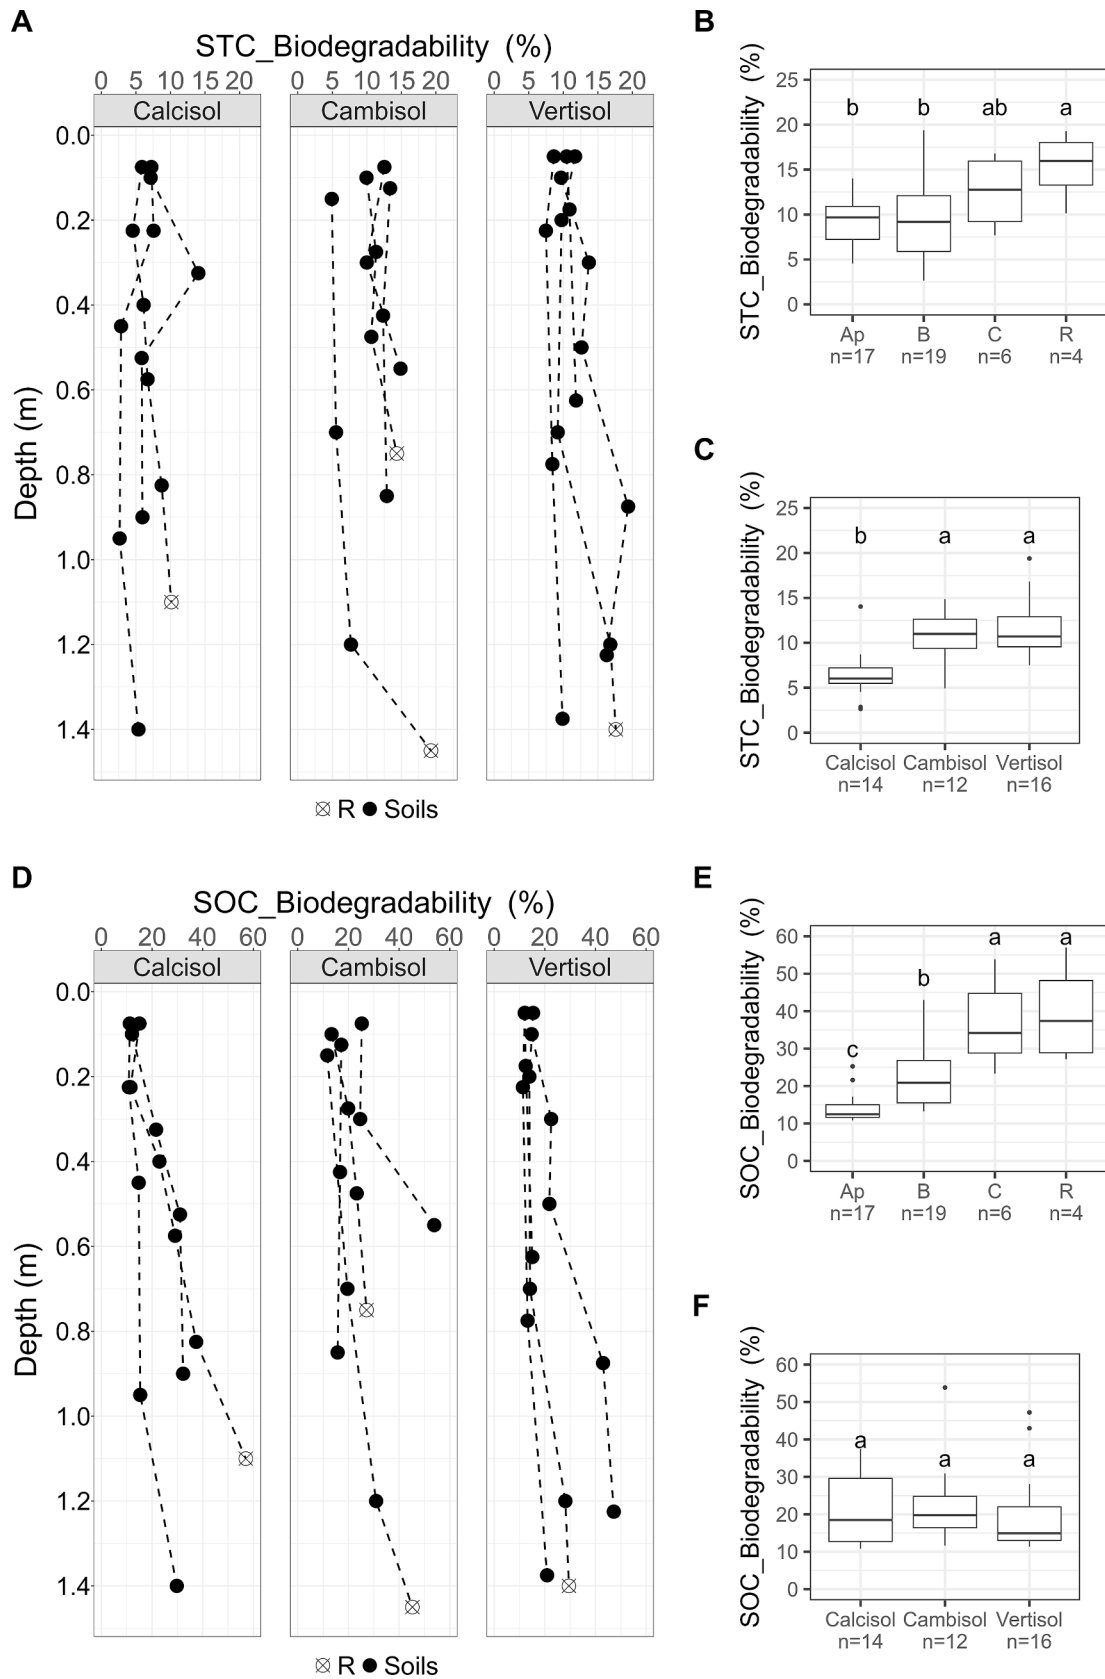 A
STC_Biodegradability (%)
0 5 10 15 20 0 5 10 15 20 0 5 10 15 20
Calcisol Cambisol Vertisol
Depth (m)
0.0
0.2
0.4
0.6
0.8
1.0
1.2
1.4
R Soils
B
STC_Biodegradability (%)
25
20
15
10
5
0
b b ab a
Ap B C R
n=17 n=19 n=6 n=4
C
STC_Biodegradability (%)
25
20
15
10
5
0
b a a
Calcisol Cambisol Vertisol
n=14 n=12 n=16
D
SOC_Biodegradability (%)
0 20 40 60 0 20 40 60 0 20 40 60
Calcisol Cambisol Vertisol
Depth (m)
0.0
0.2
0.4
0.6
0.8
1.0
1.2
1.4
R Soils
E
SOC_Biodegradability (%)
60
50
40
30
20
10
0
c b a a
Ap B C R
n=17 n=19 n=6 n=4
F
SOC_Biodegradability (%)
60
50
40
30
20
10
0
a a a
Calcisol Cambisol Vertisol
n=14 n=12 n=16